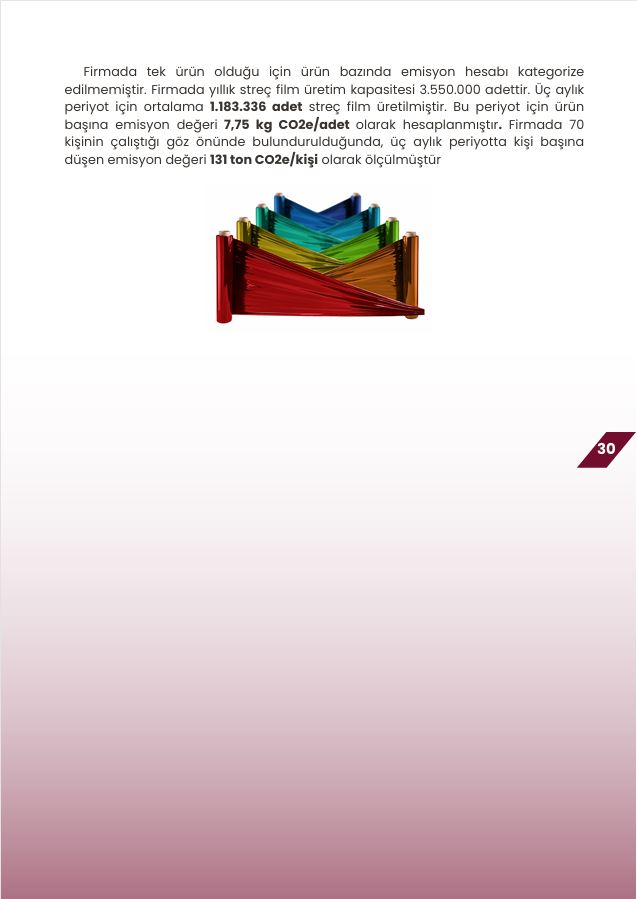 Firmada tek ürün olduğu için ürün bazında emisyon hesabı kategorize
edilmemiştir. Firmada yıllık streç film üretim kapasitesi 3.550.000 adettir. Üç aylık
periyot için ortalama 1.183.336 adet streç film üretilmiştir. Bu periyot için ürün
başına emisyon değeri 7,75 kg CO2e/adet olarak hesaplanmıştır. Firmada 70
kişinin çalıştığı göz önünde bulundurulduğunda, üç aylık periyotta kişi başına
düşen emisyon değeri 131 ton CO2e/kişi olarak ölçülmüştür
30